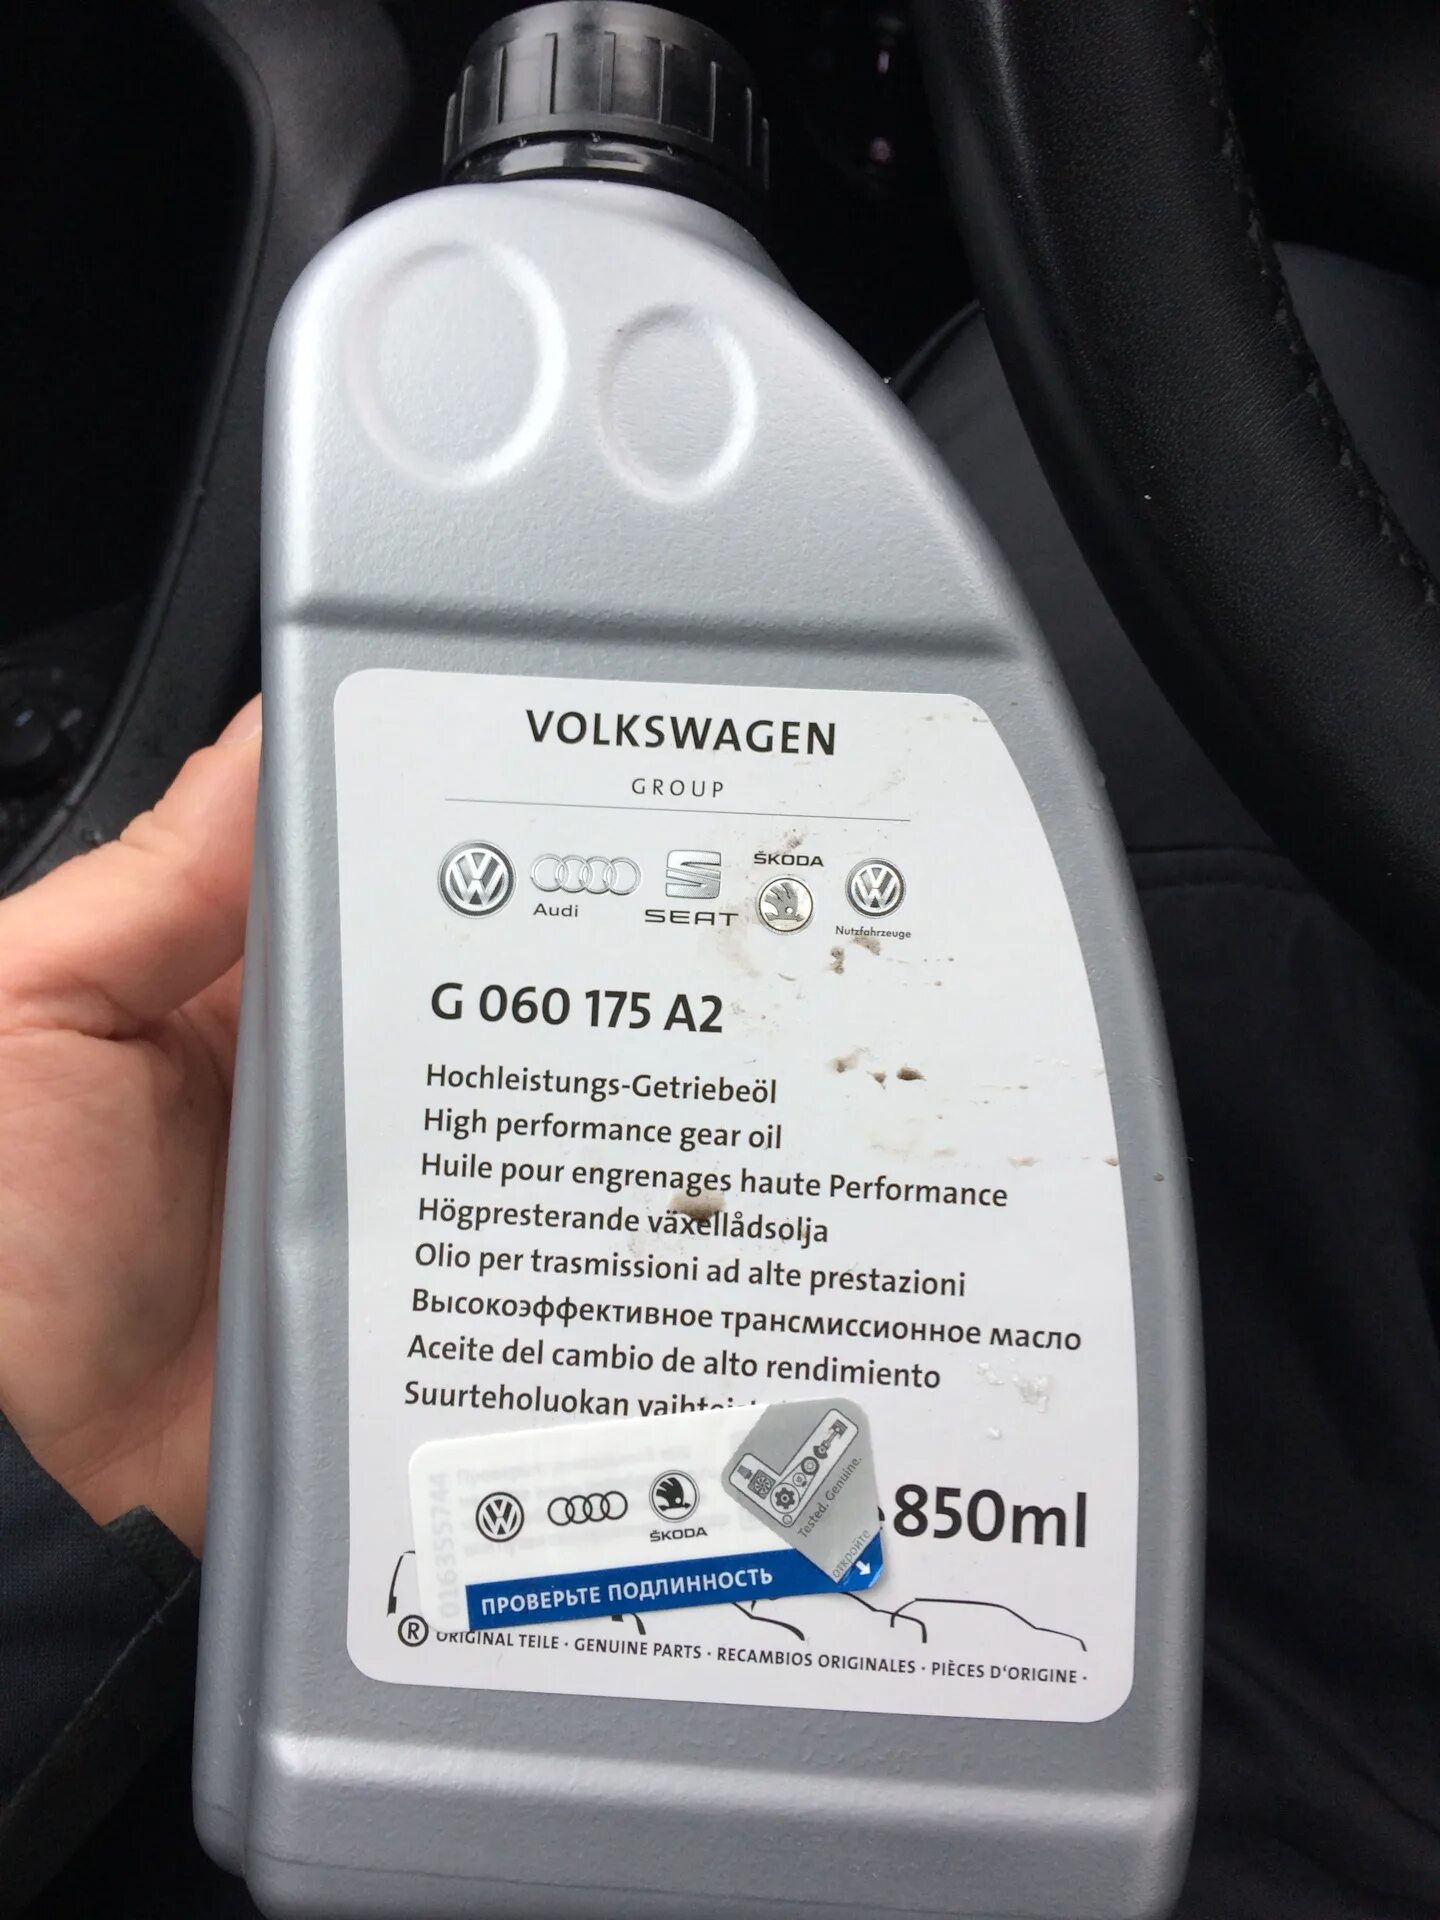 VOLKSWAGEN
GROUP
Audi
SEAT
ŠKODA
Nutzfahrzeuge
G 060 175 A2
Hochleistungs-Getriebeöl
High performance gear oil
Huile pour engrenages haute Performance
Högpresterande växellådsolja
Olio per trasmissioni ad alte prestazioni
Высокоэффективное трансмиссионное масло
Aceite del cambio de alto rendimiento
Suurteholuokan
016355744
ŠKODA
Tested. Genuine.
откройте
850ml
ПРОВЕРЬТЕ ПОДЛИННОСТЬ
® ORIGINAL TEILE · GENUINE PARTS · RECAMBIOS ORIGINALES · PIÈCES D'ORIGINE ·